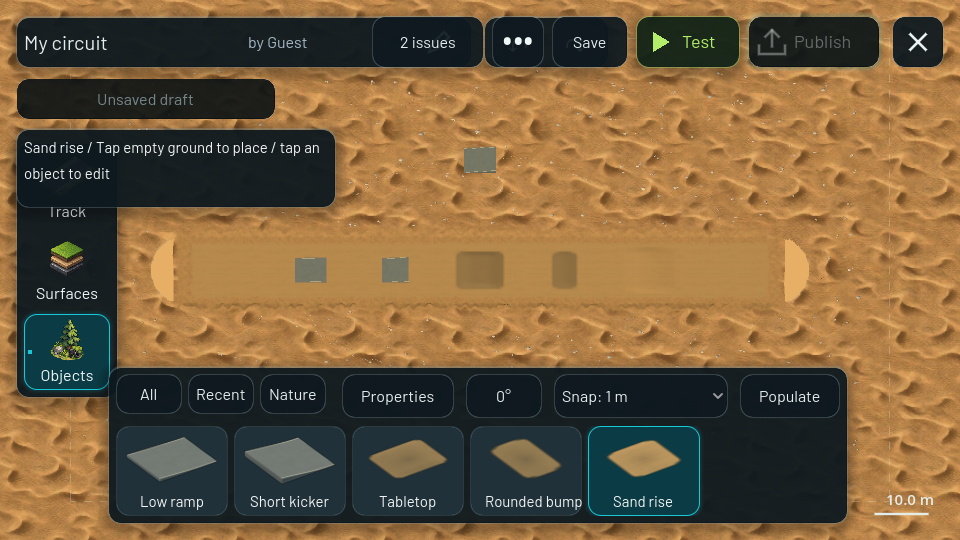 My circuit
by Guest
2 issues
•••
Save
Test
Publish
Unsaved draft
Sand rise / Tap empty ground to place / tap an
object to edit
Track
Surfaces
Objects
All
Recent
Nature
Properties
0°
Snap: 1 m
Populate
Low ramp
Short kicker
Tabletop
Rounded bump
Sand rise
10.0 m